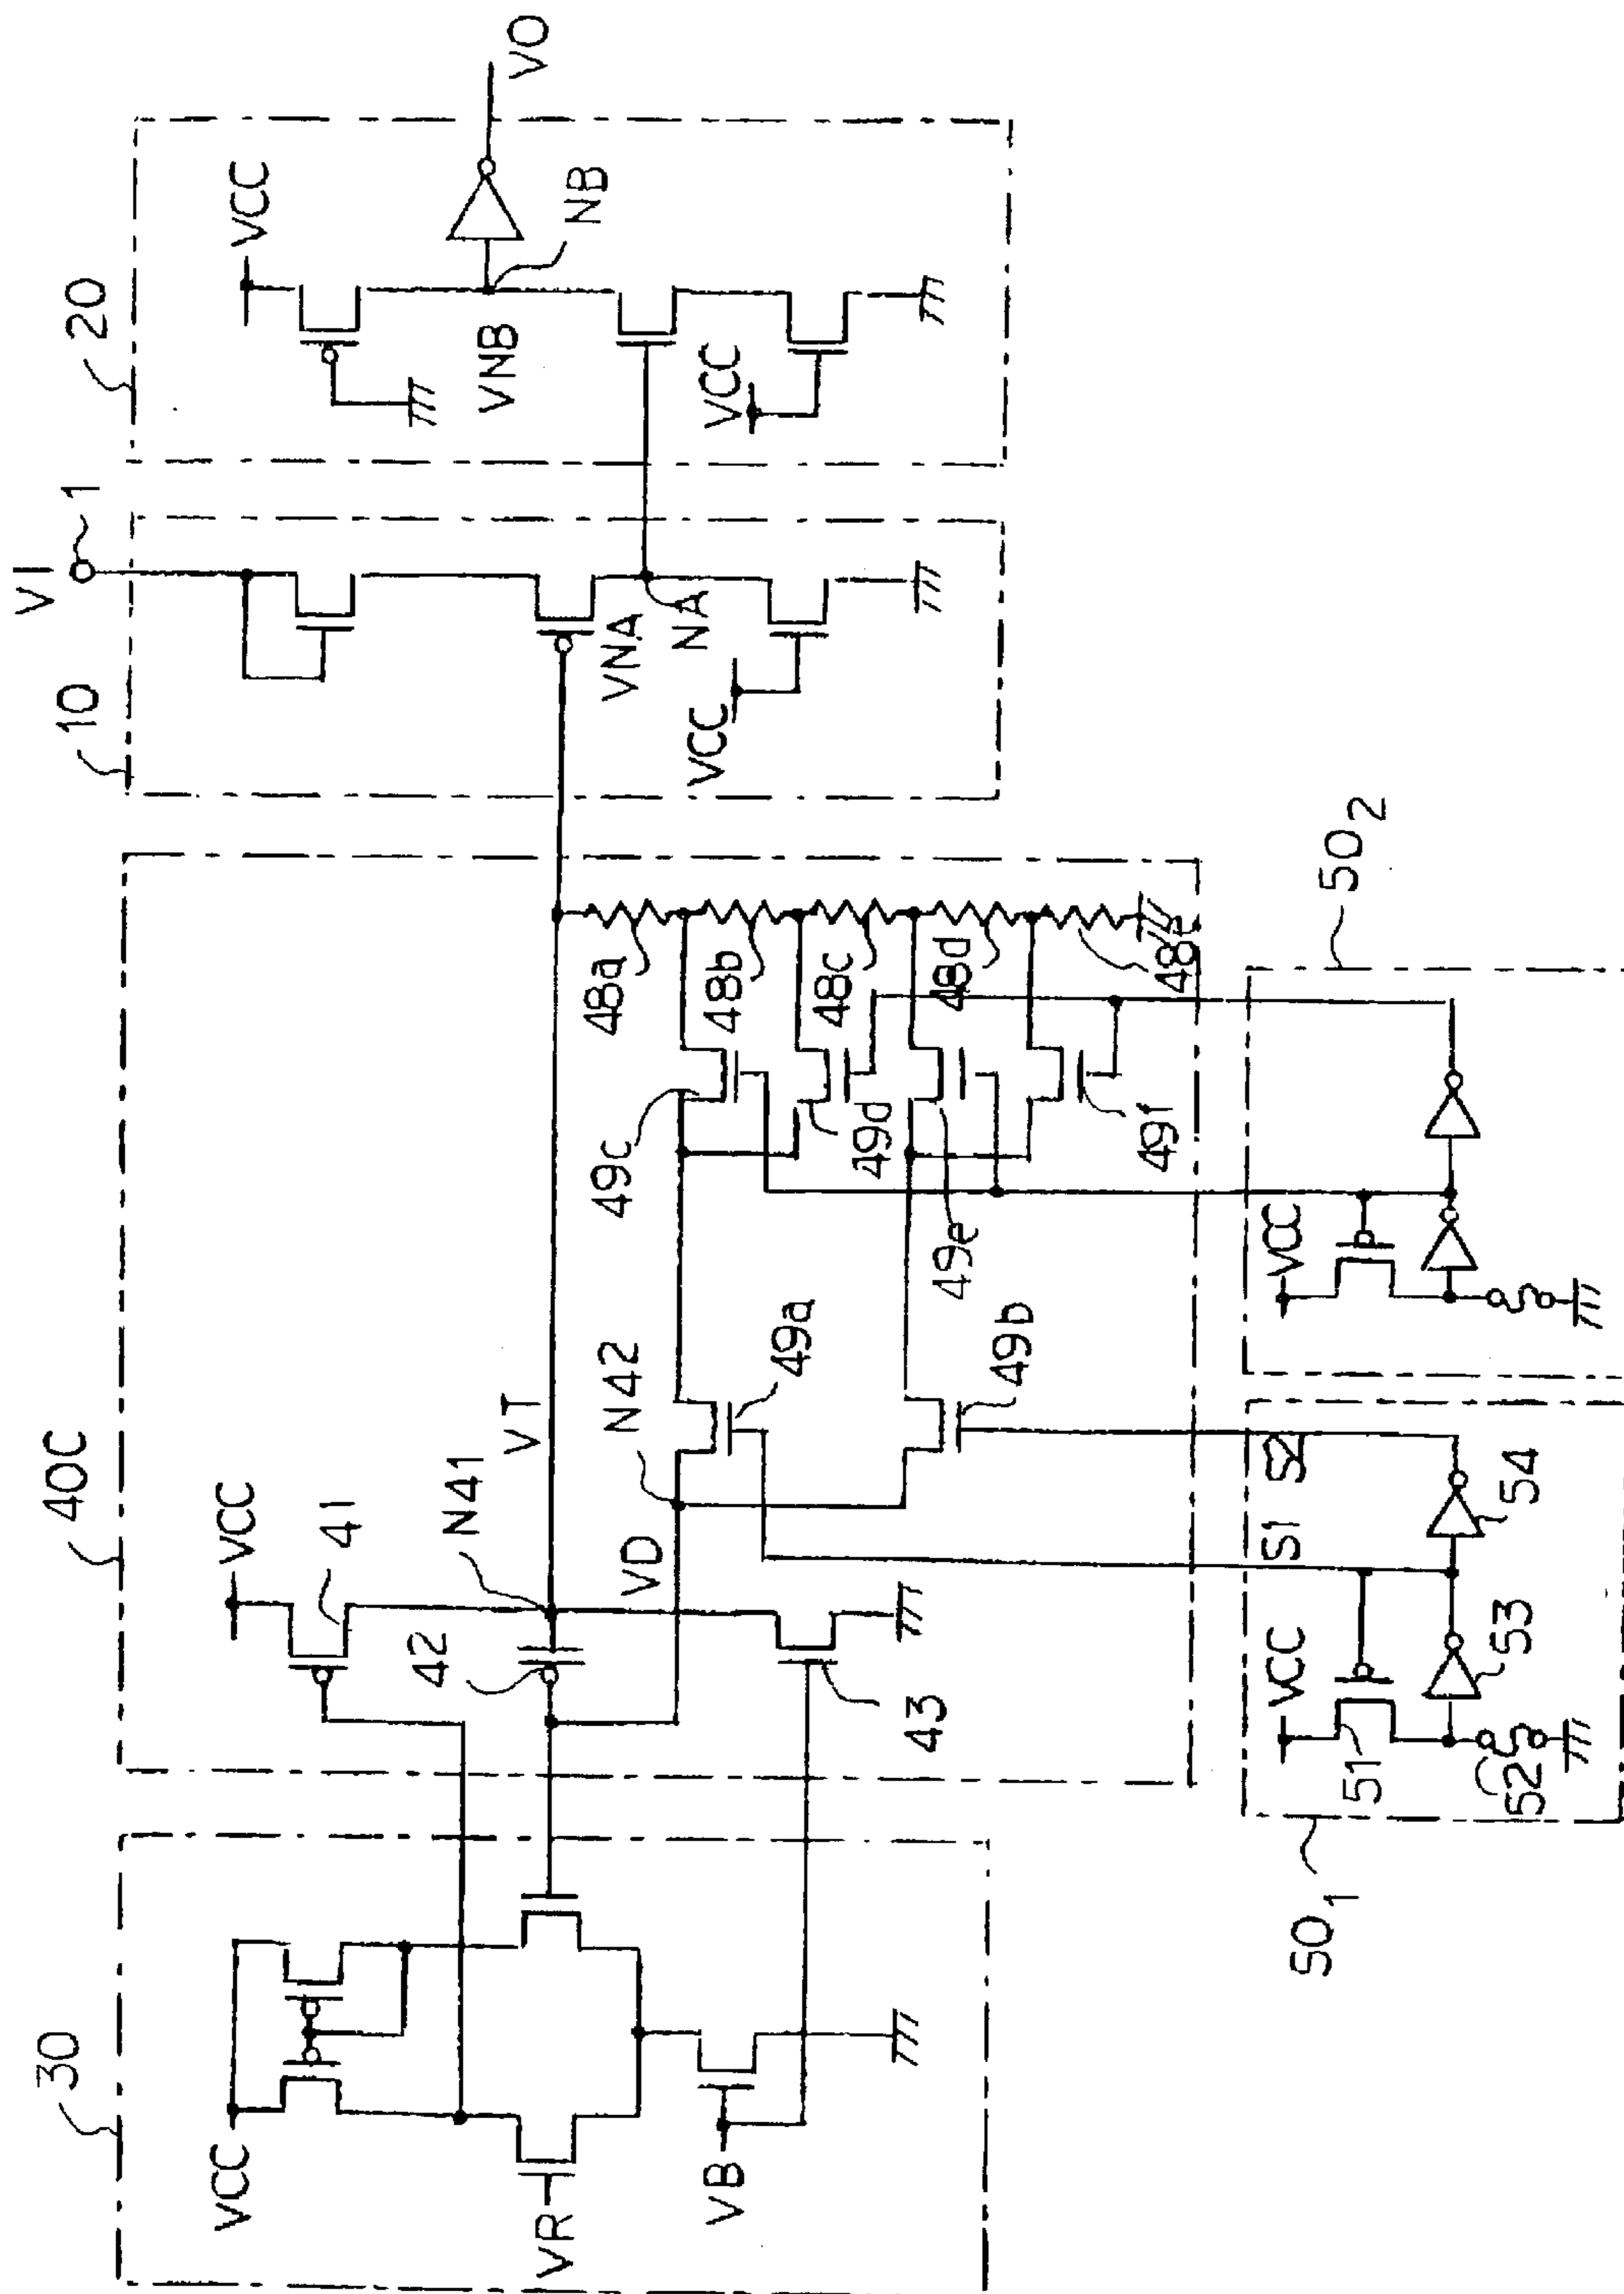 30
VCC
VR
VB
40C
VCC
41
42
N41
VT
VD
N42
43
49a
49b
49c
49d
49e
49f
48a
48b
48c
48d
10
VI
1
VNA
NA
VCC
20
VCC
VNB
NB
VCC
VO
50₁
VCC
51
52
53
54
S1
S2
50₂
VCC